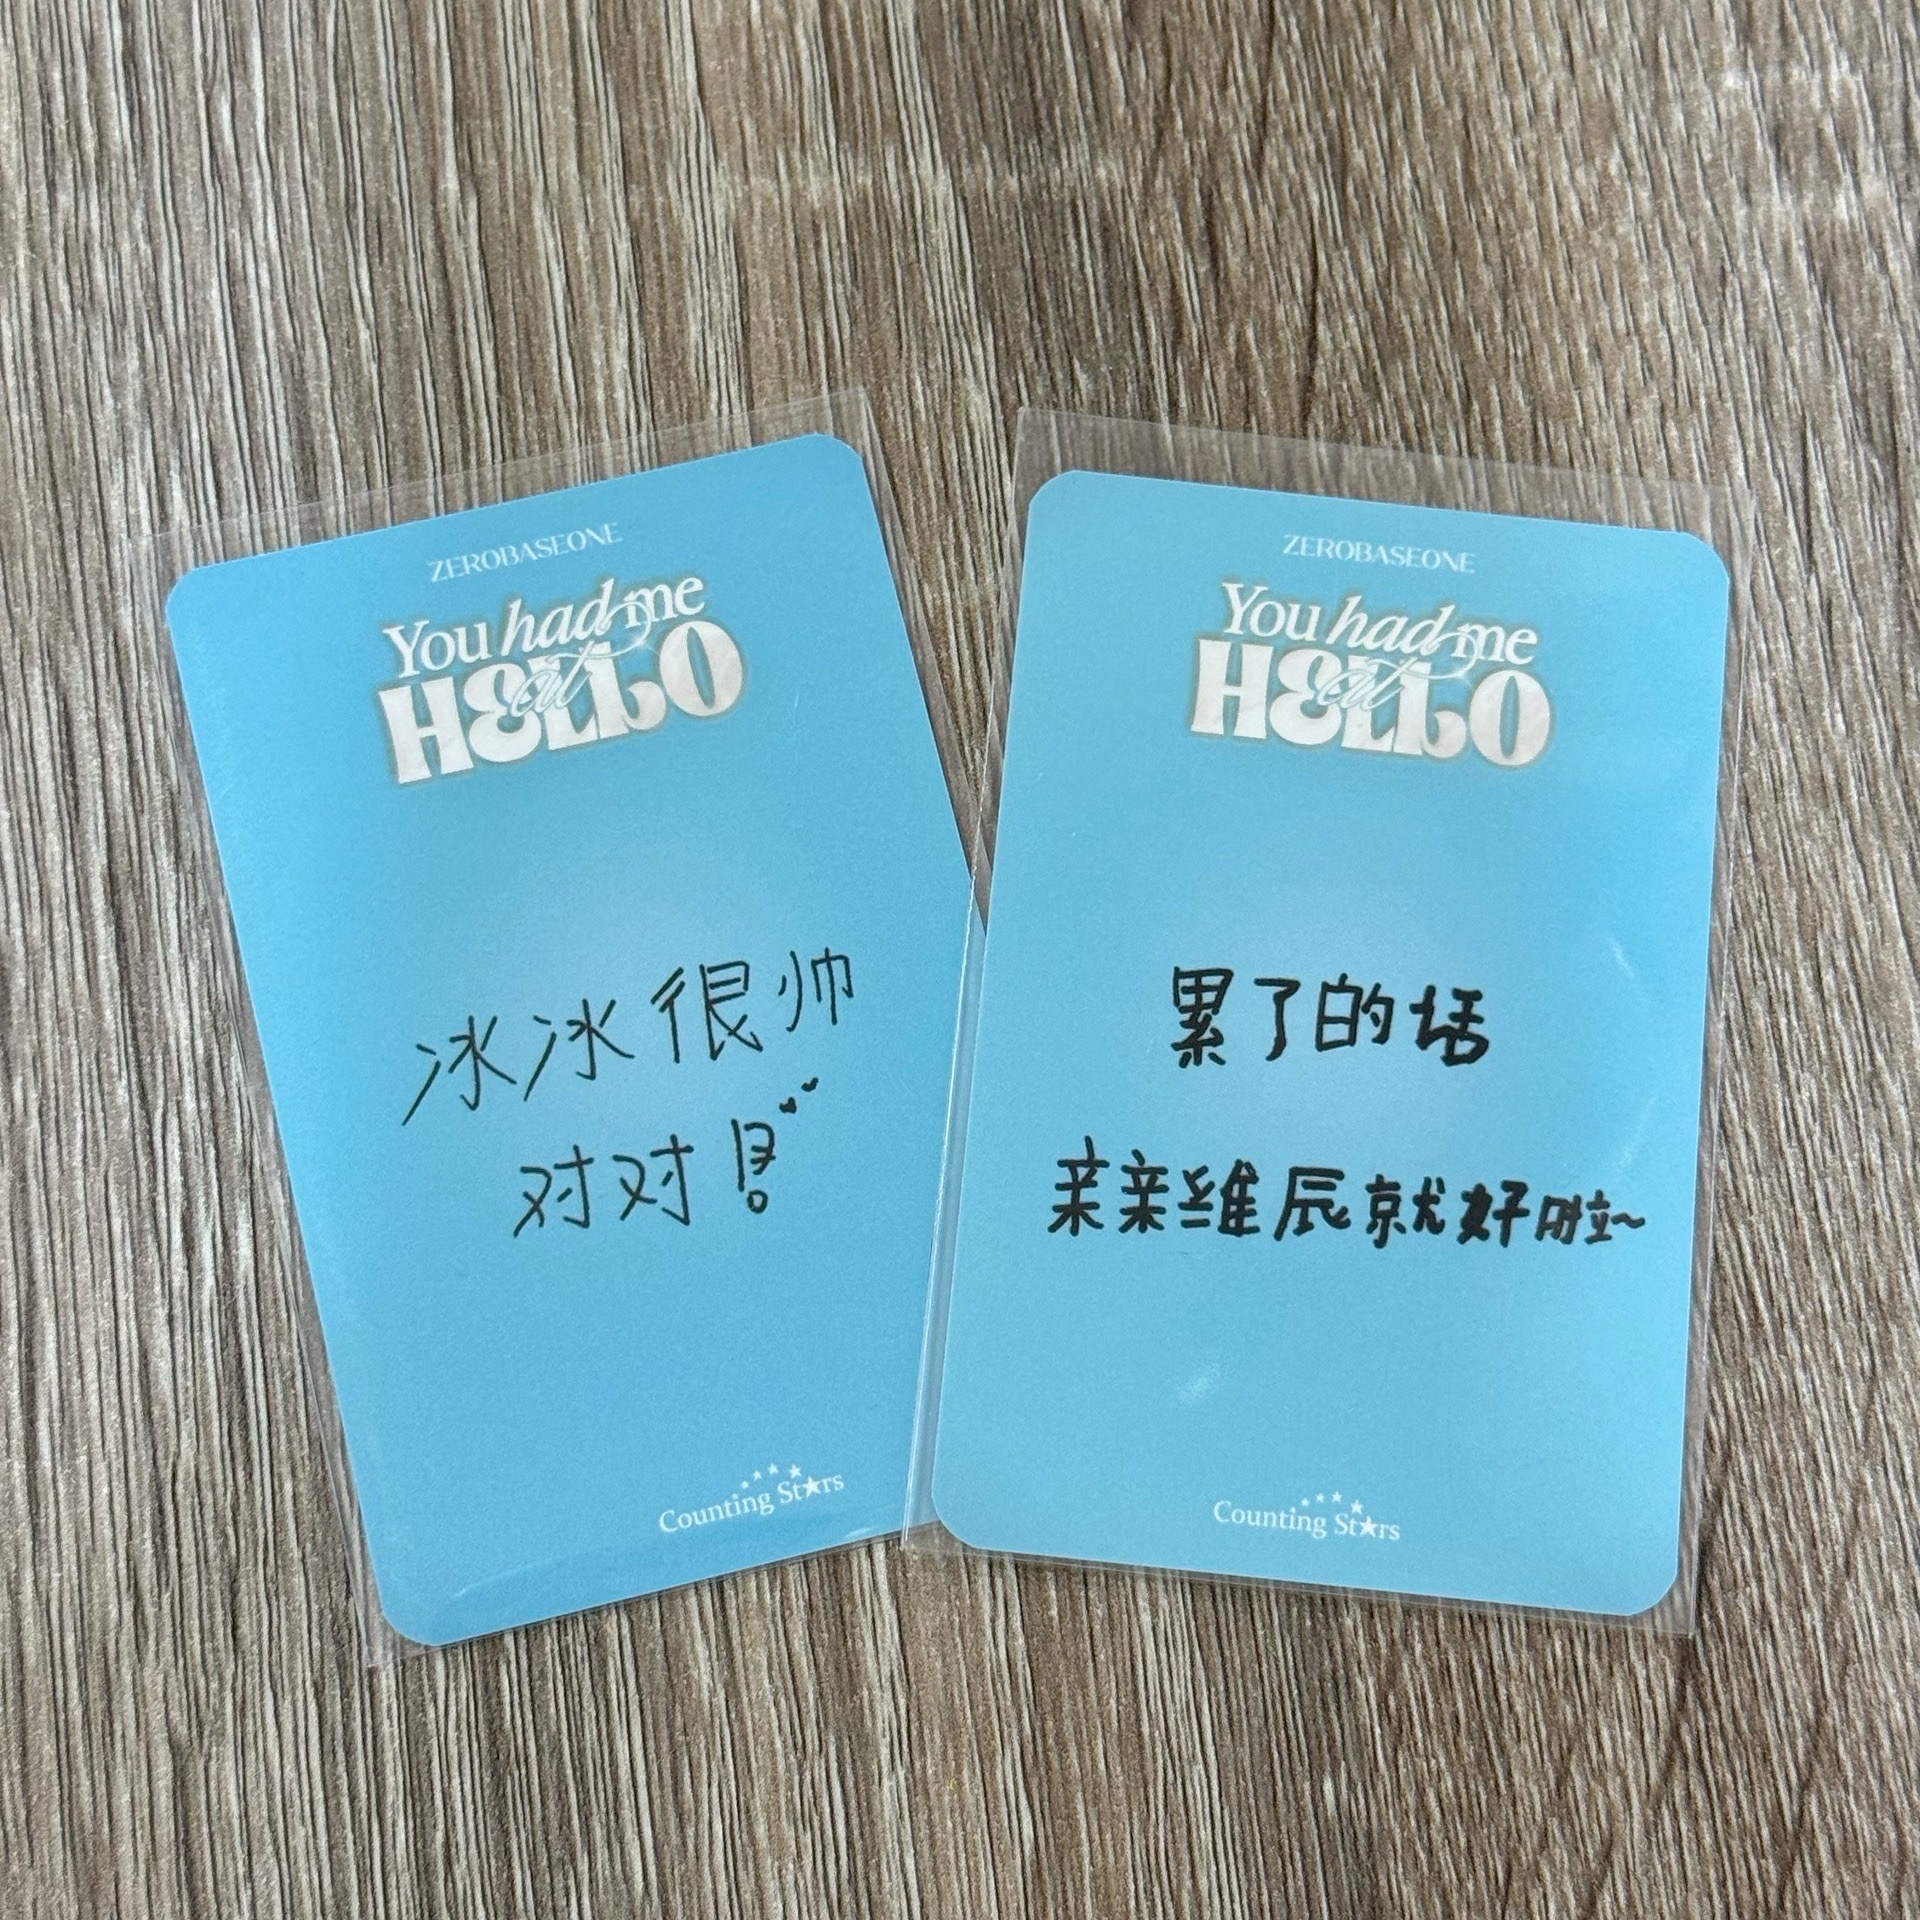 ZEROBASEONE
You had me
at
HELLO
冰冰很帅
对对!
Counting Stars
ZEROBASEONE
You had me
at
HELLO
累了的话
亲亲维辰就好啦~
Counting Stars